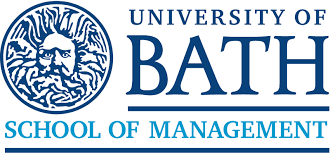 UNIVERSITY OF
BATH
SCHOOL OF MANAGEMENT